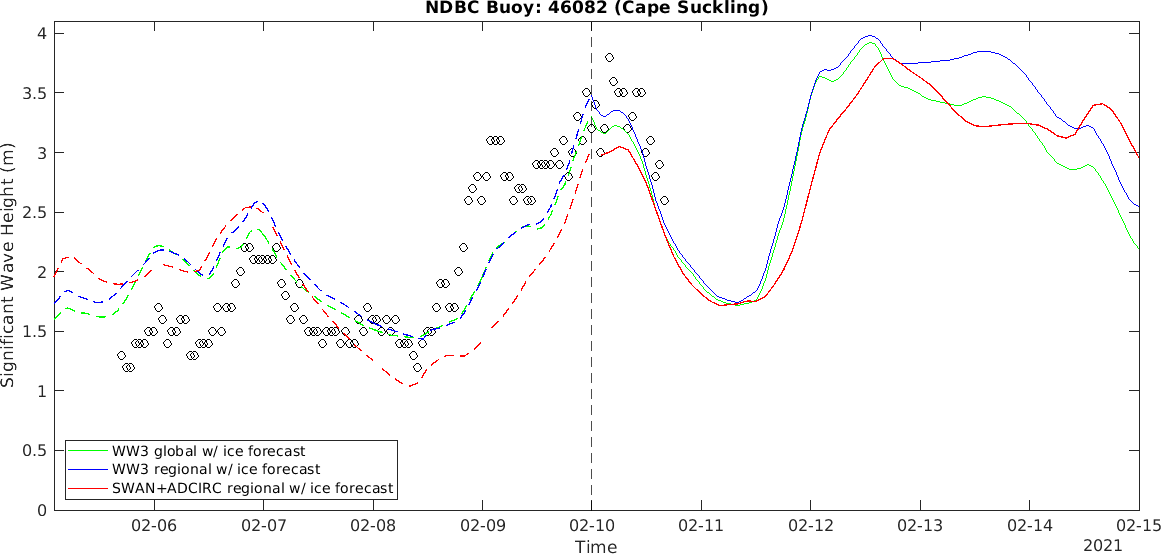 NDBC Buoy: 46082 (Cape Suckling)
4
3.5
3
2.5
2
1.5
1
0.5
0
Significant Wave Height (m)
WW3 global w/ ice forecast
WW3 regional w/ ice forecast
SWAN+ADCIRC regional w/ ice forecast
02-06 02-07 02-08 02-09 02-10 02-11 02-12 02-13 02-14 02-15
Time
2021